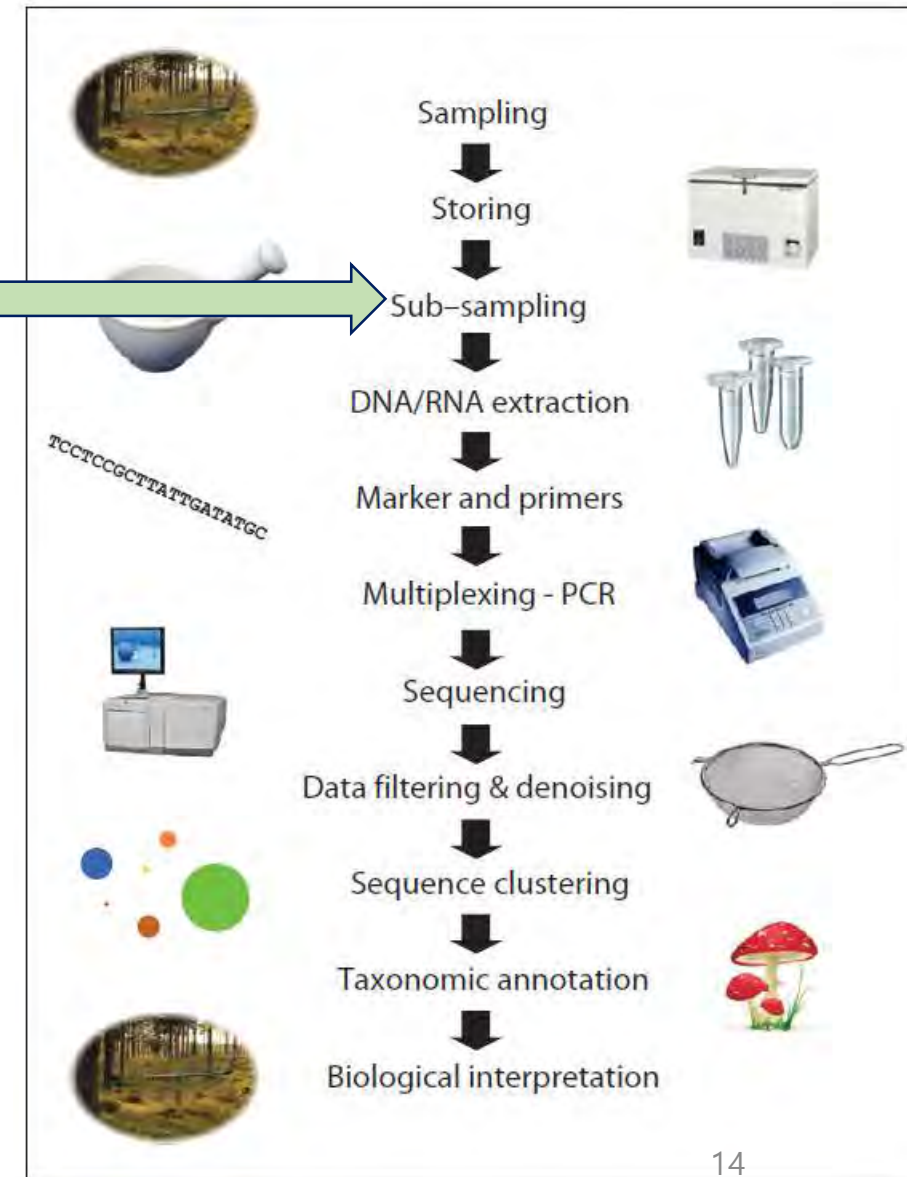 Sampling
Storing
Sub–sampling
DNA/RNA extraction
TCCTCCGCTTATTGATATGC
Marker and primers
Multiplexing - PCR
Sequencing
Data filtering & denoising
Sequence clustering
Taxonomic annotation
Biological interpretation
14